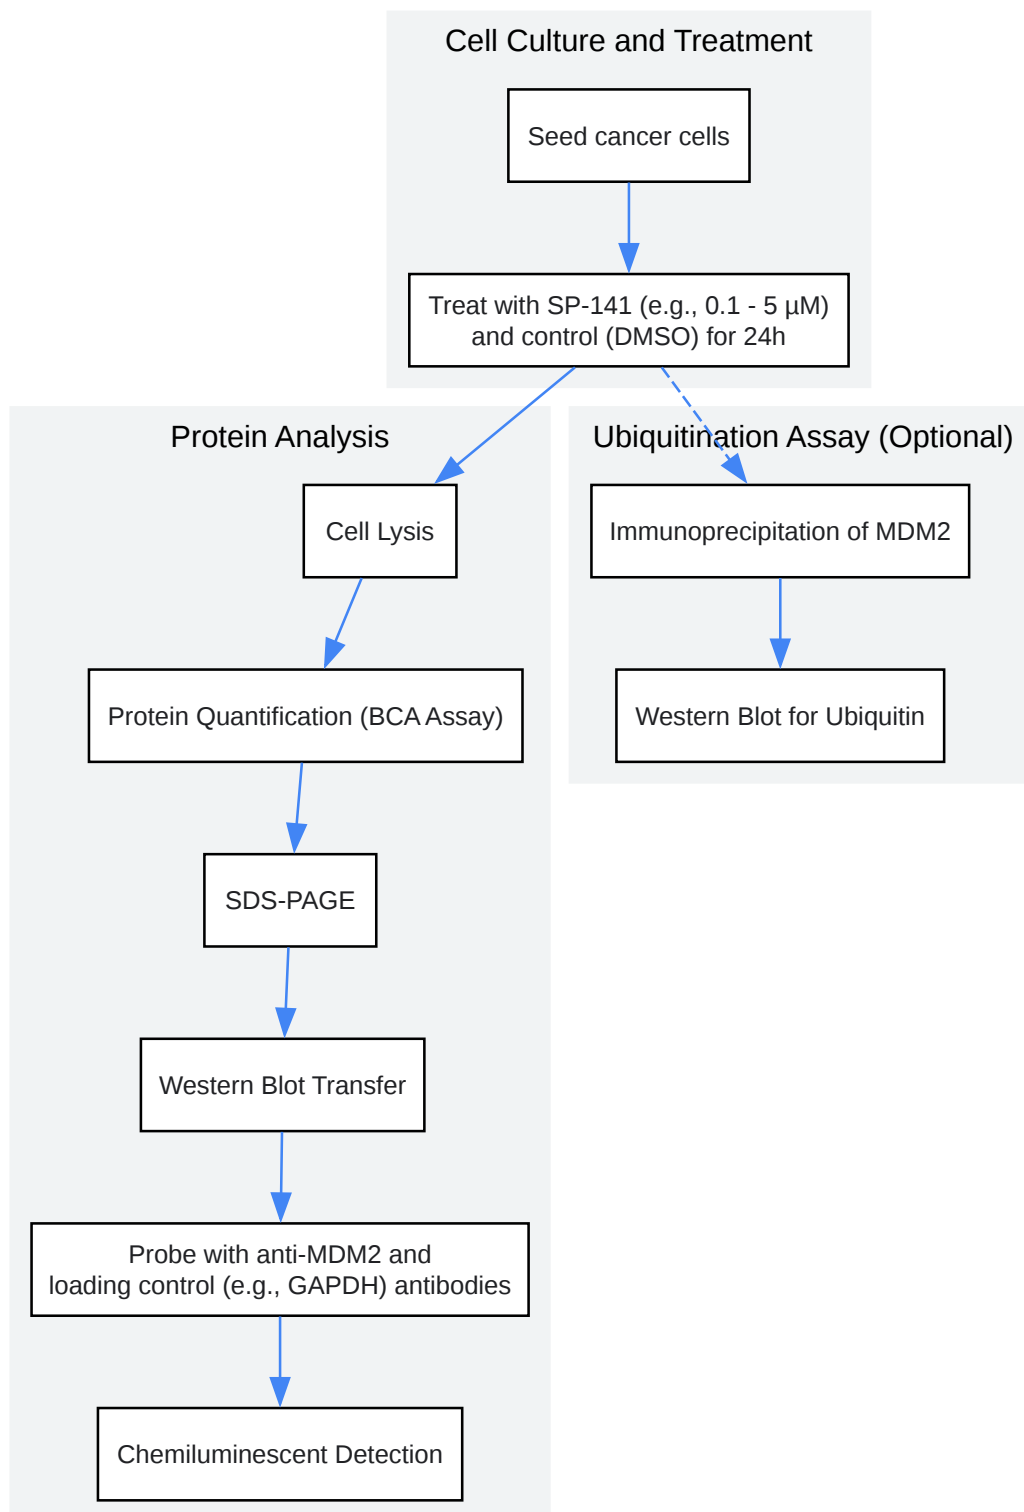 Cell Culture and Treatment
Seed cancer cells
Treat with SP-141 (e.g., 0.1 - 5 µM)
and control (DMSO) for 24h
Protein Analysis
Cell Lysis
Protein Quantification (BCA Assay)
SDS-PAGE
Western Blot Transfer
Probe with anti-MDM2 and
loading control (e.g., GAPDH) antibodies
Chemiluminescent Detection
Ubiquitination Assay (Optional)
Immunoprecipitation of MDM2
Western Blot for Ubiquitin